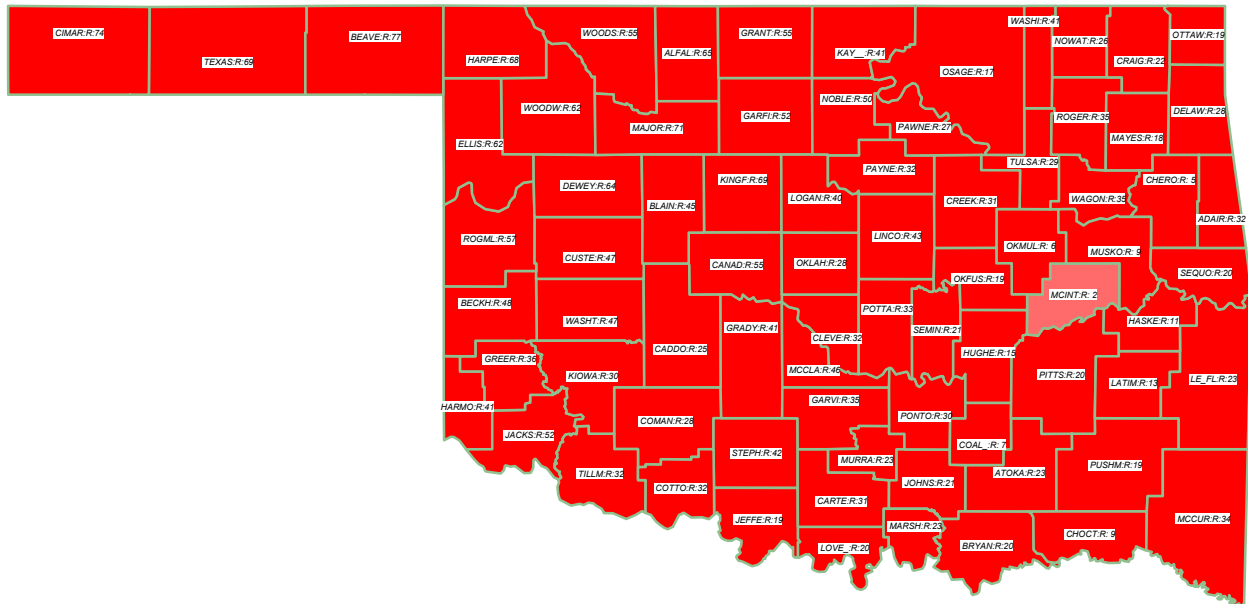 CIMAR:R:74
TEXAS:R:69
BEAVE:R:77
HARPE:R:68
WOODS:R:55
ALFAL:R:65
GRANT:R:55
KAY__:R:41
OSAGE:R:17
WASHI:R:41
NOWAT:R:26
CRAIG:R:22
OTTAW:R:19
WOODW:R:62
MAJOR:R:71
GARFI:R:52
NOBLE:R:50
PAWNE:R:27
ROGER:R:35
MAYES:R:18
DELAW:R:28
ELLIS:R:62
DEWEY:R:64
BLAIN:R:45
KINGF:R:69
LOGAN:R:40
PAYNE:R:32
CREEK:R:31
TULSA:R:29
WAGON:R:35
CHERO:R: 5
ADAIR:R:32
ROGML:R:57
CUSTE:R:47
CANAD:R:55
OKLAH:R:28
LINCO:R:43
OKMUL:R: 6
MUSKO:R: 9
SEQUO:R:20
BECKH:R:48
WASHT:R:47
CADDO:R:25
GRADY:R:41
CLEVE:R:32
POTTA:R:33
SEMIN:R:21
OKFUS:R:19
MCINT:R: 2
HASKE:R:11
GREER:R:36
KIOWA:R:30
MCCLA:R:46
HUGHE:R:15
PITTS:R:20
LATIM:R:13
LE_FL:R:23
HARMO:R:41
JACKS:R:52
COMAN:R:28
GARVI:R:35
PONTO:R:30
COAL_:R: 7
TILLM:R:32
COTTO:R:32
STEPH:R:42
MURRA:R:23
JOHNS:R:21
ATOKA:R:23
PUSHM:R:19
JEFFE:R:19
CARTE:R:31
LOVE_:R:20
MARSH:R:23
BRYAN:R:20
CHOCT:R: 9
MCCUR:R:34